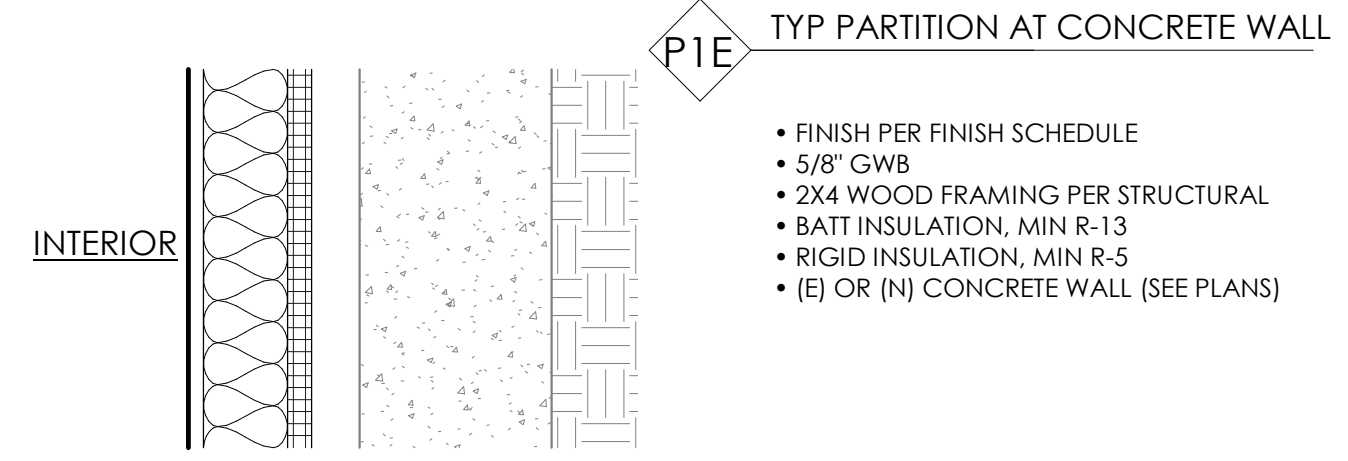 P1E
TYP PARTITION AT CONCRETE WALL
• FINISH PER FINISH SCHEDULE
• 5/8" GWB
• 2X4 WOOD FRAMING PER STRUCTURAL
• BATT INSULATION, MIN R-13
• RIGID INSULATION, MIN R-5
• (E) OR (N) CONCRETE WALL (SEE PLANS)
INTERIOR